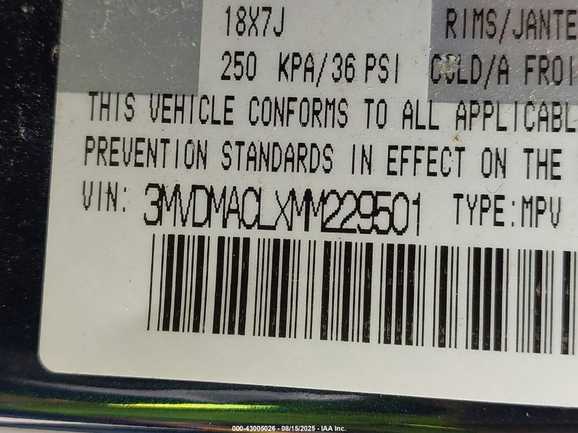 18X7J RIMS/JANTE
250 KPA/36 PSI COLD/A FROI
THIS VEHICLE CONFORMS TO ALL APPLICABL
PREVENTION STANDARDS IN EFFECT ON THE
VIN: 3MVDMACLXMM229501 TYPE:MPV
000-43005026 - 08/15/2025 - IAA Inc.